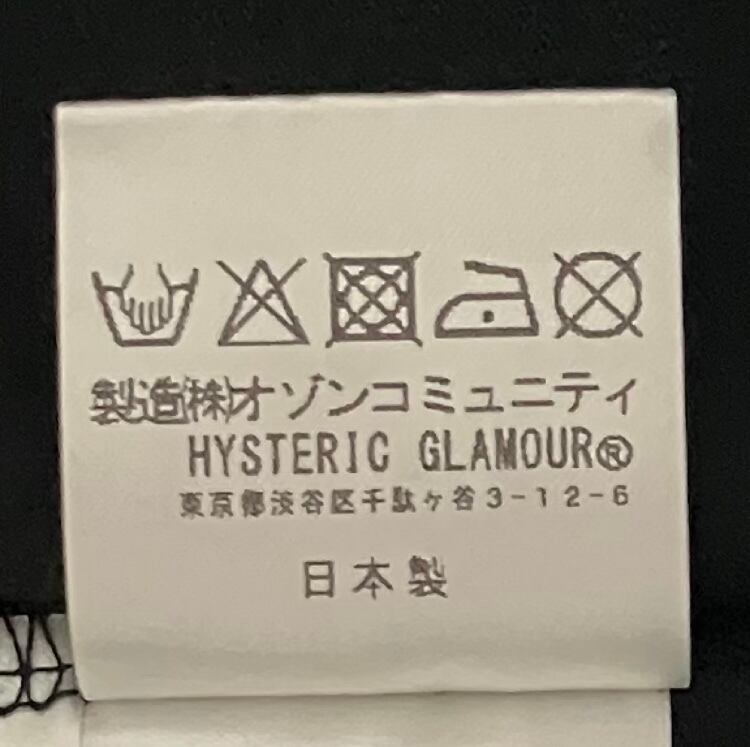 製造㈱オゾンコミュニティ
HYSTERIC GLAMOUR®
東京都渋谷区千駄ヶ谷3-12-6
日本製